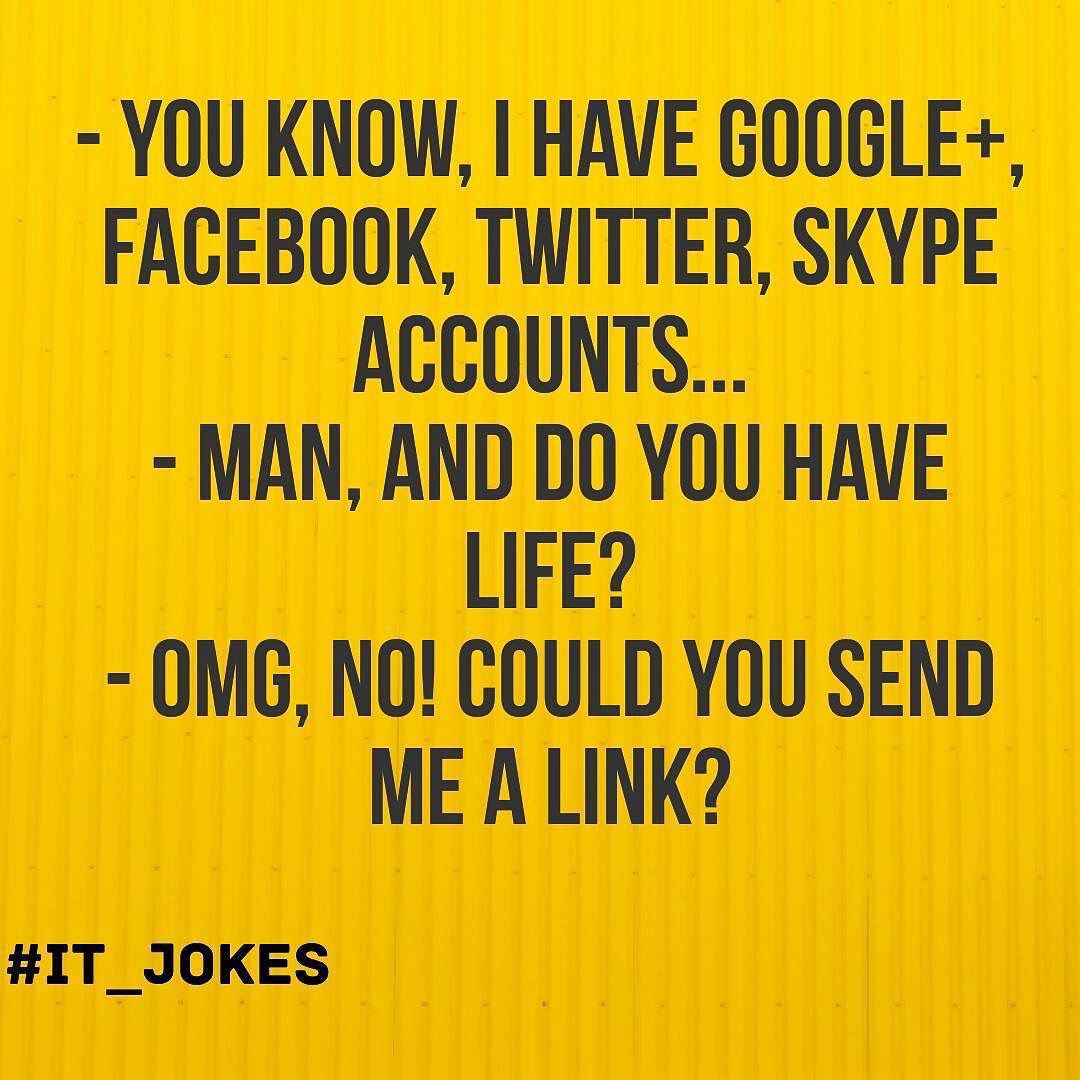 - YOU KNOW, I HAVE GOOGLE+,
FACEBOOK, TWITTER, SKYPE
ACCOUNTS...
- MAN, AND DO YOU HAVE
LIFE?
- OMG, NO! COULD YOU SEND
ME A LINK?
#IT_JOKES